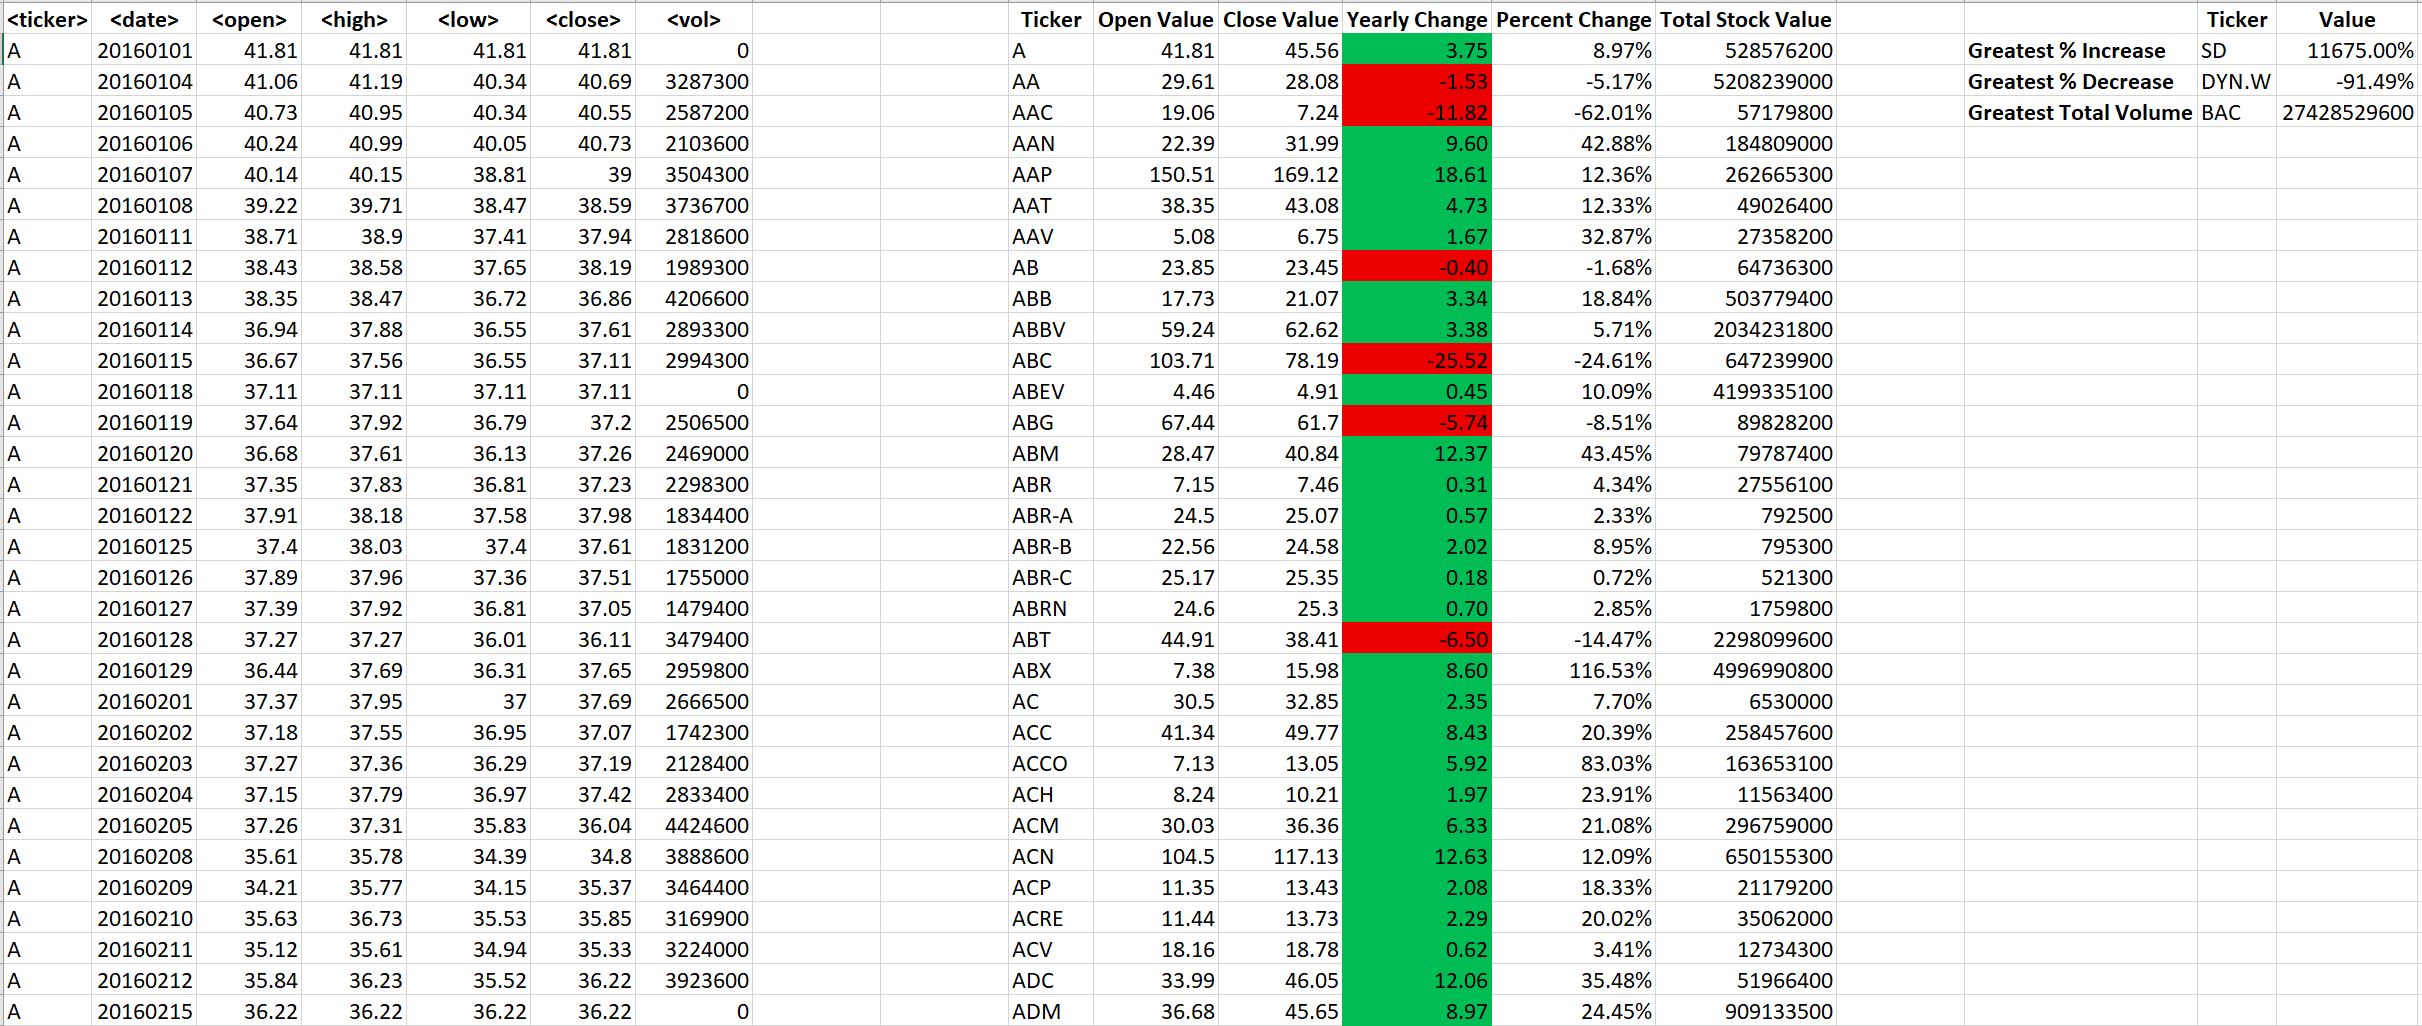 <ticker> <date> <open> <high> <low> <close> <vol> Ticker Open Value Close Value Yearly Change Percent Change Total Stock Value Ticker Value
A 20160101 41.81 41.81 41.81 41.81 0 A 41.81 45.56 3.75 8.97% 528576200 Greatest % Increase SD 11675.00%
A 20160104 41.06 41.19 40.34 40.69 3287300 AA 29.61 28.08 -1.53 -5.17% 5208239000 Greatest % Decrease DYN.W -91.49%
A 20160105 40.73 40.95 40.34 40.55 2587200 AAC 19.06 7.24 -11.82 -62.01% 57179800 Greatest Total Volume BAC 27428529600
A 20160106 40.24 40.99 40.05 40.73 2103600 AAN 22.39 31.99 9.60 42.88% 184809000
A 20160107 40.14 40.15 38.81 39 3504300 AAP 150.51 169.12 18.61 12.36% 262665300
A 20160108 39.22 39.71 38.47 38.59 3736700 AAT 38.35 43.08 4.73 12.33% 49026400
A 20160111 38.71 38.9 37.41 37.94 2818600 AAV 5.08 6.75 1.67 32.87% 27358200
A 20160112 38.43 38.58 37.65 38.19 1989300 AB 23.85 23.45 -0.40 -1.68% 64736300
A 20160113 38.35 38.47 36.72 36.86 4206600 ABB 17.73 21.07 3.34 18.84% 503779400
A 20160114 36.94 37.88 36.55 37.61 2893300 ABBV 59.24 62.62 3.38 5.71% 2034231800
A 20160115 36.67 37.56 36.55 37.11 2994300 ABC 103.71 78.19 -25.52 -24.61% 647239900
A 20160118 37.11 37.11 37.11 37.11 0 ABEV 4.46 4.91 0.45 10.09% 4199335100
A 20160119 37.64 37.92 36.79 37.2 2506500 ABG 67.44 61.7 -5.74 -8.51% 89828200
A 20160120 36.68 37.61 36.13 37.26 2469000 ABM 28.47 40.84 12.37 43.45% 79787400
A 20160121 37.35 37.83 36.81 37.23 2298300 ABR 7.15 7.46 0.31 4.34% 27556100
A 20160122 37.91 38.18 37.58 37.98 1834400 ABR-A 24.5 25.07 0.57 2.33% 792500
A 20160125 37.4 38.03 37.4 37.61 1831200 ABR-B 22.56 24.58 2.02 8.95% 795300
A 20160126 37.89 37.96 37.36 37.51 1755000 ABR-C 25.17 25.35 0.18 0.72% 521300
A 20160127 37.39 37.92 36.81 37.05 1479400 ABRN 24.6 25.3 0.70 2.85% 1759800
A 20160128 37.27 37.27 36.01 36.11 3479400 ABT 44.91 38.41 -6.50 -14.47% 2298099600
A 20160129 36.44 37.69 36.31 37.65 2959800 ABX 7.38 15.98 8.60 116.53% 4996990800
A 20160201 37.37 37.95 37 37.69 2666500 AC 30.5 32.85 2.35 7.70% 6530000
A 20160202 37.18 37.55 36.95 37.07 1742300 ACC 41.34 49.77 8.43 20.39% 258457600
A 20160203 37.27 37.36 36.29 37.19 2128400 ACCO 7.13 13.05 5.92 83.03% 163653100
A 20160204 37.15 37.79 36.97 37.42 2833400 ACH 8.24 10.21 1.97 23.91% 11563400
A 20160205 37.26 37.31 35.83 36.04 4424600 ACM 30.03 36.36 6.33 21.08% 296759000
A 20160208 35.61 35.78 34.39 34.8 3888600 ACN 104.5 117.13 12.63 12.09% 650155300
A 20160209 34.21 35.77 34.15 35.37 3464400 ACP 11.35 13.43 2.08 18.33% 21179200
A 20160210 35.63 36.73 35.53 35.85 3169900 ACRE 11.44 13.73 2.29 20.02% 35062000
A 20160211 35.12 35.61 34.94 35.33 3224000 ACV 18.16 18.78 0.62 3.41% 12734300
A 20160212 35.84 36.23 35.52 36.22 3923600 ADC 33.99 46.05 12.06 35.48% 51966400
A 20160215 36.22 36.22 36.22 36.22 0 ADM 36.68 45.65 8.97 24.45% 909133500